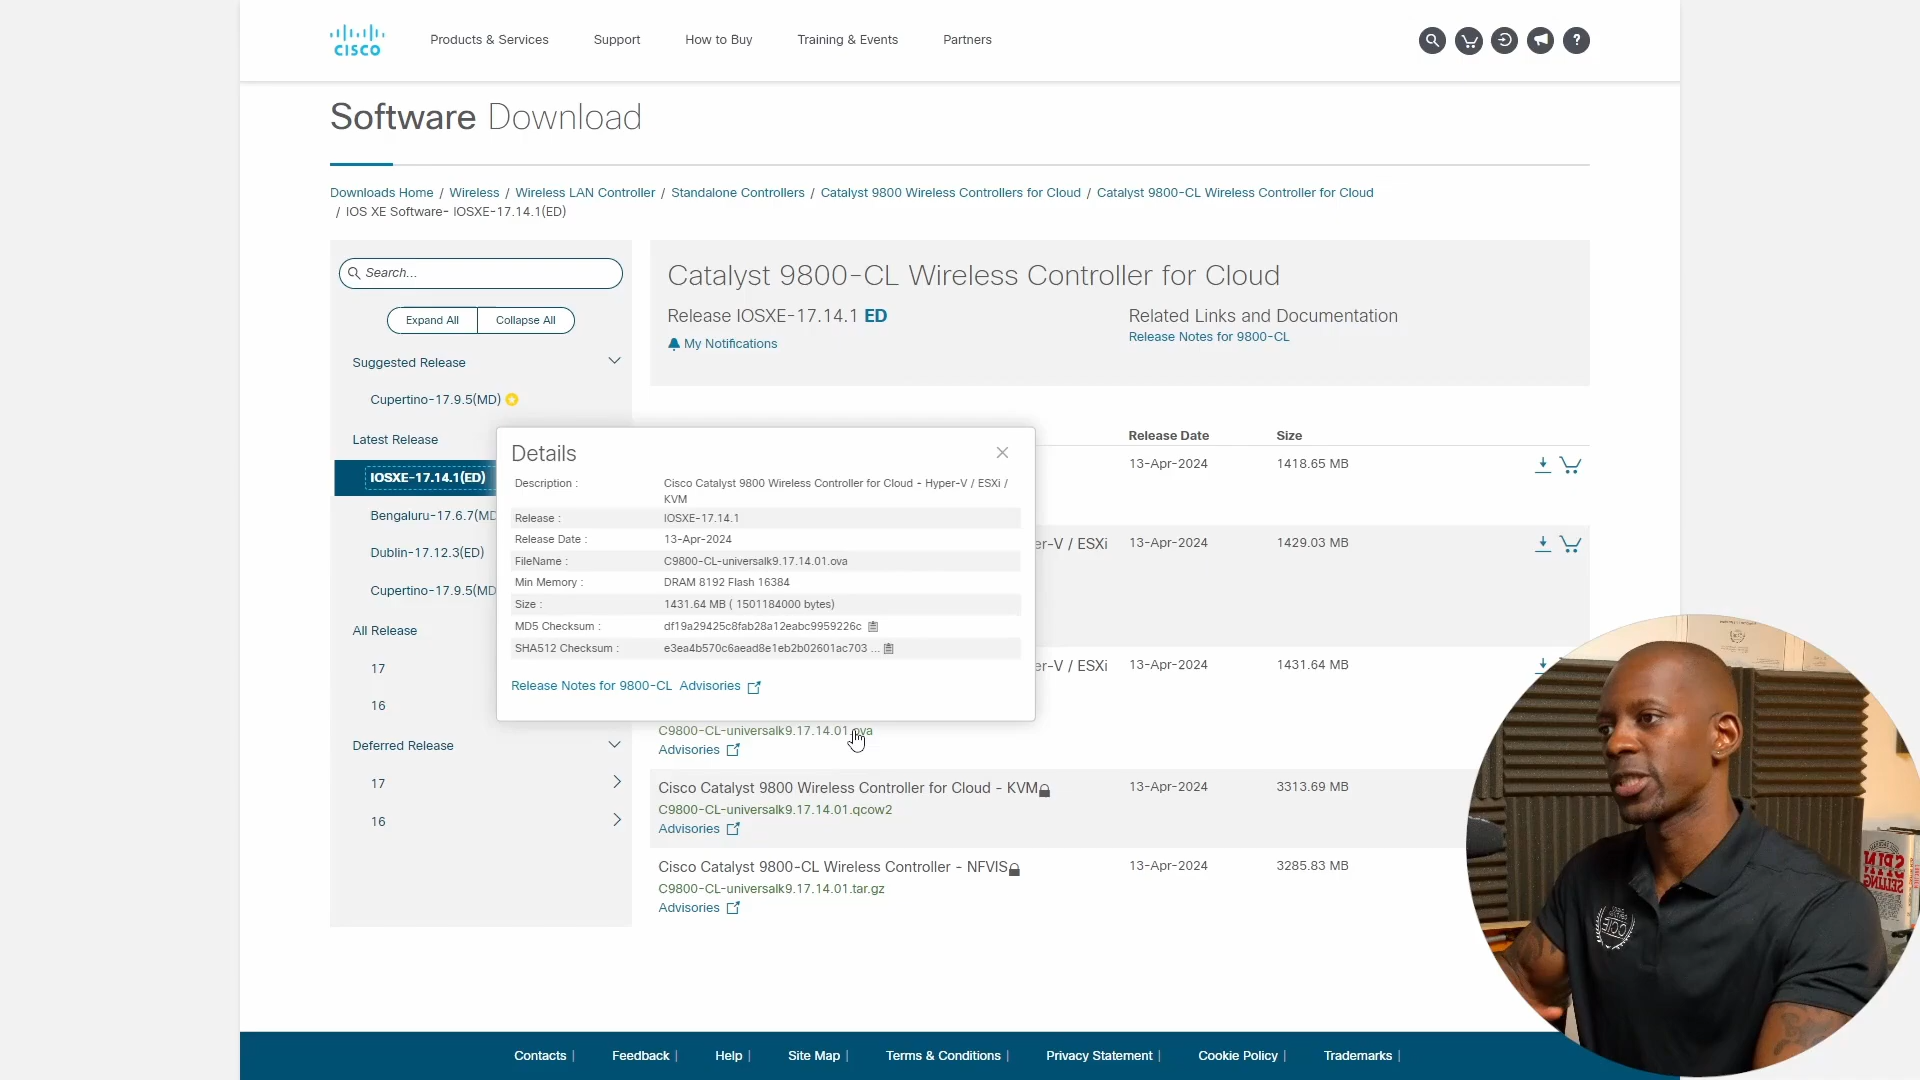 CISCO
Products & Services
Support
How to Buy
Training & Events
Partners
?
Software Download
Downloads Home / Wireless / Wireless LAN Controller / Standalone Controllers / Catalyst 9800 Wireless Controllers for Cloud / Catalyst 9800-CL Wireless Controller for Cloud
/ IOS XE Software- IOSXE-17.14.1(ED)
Search...
Expand All
Collapse All
Suggested Release
Cupertino-17.9.5(MD)
Latest Release
IOSXE-17.14.1(ED)
Bengaluru-17.6.7(MD
Dublin-17.12.3(ED)
Cupertino-17.9.5(MD
All Release
17
16
Deferred Release
17
16
Catalyst 9800-CL Wireless Controller for Cloud
Release IOSXE-17.14.1 ED
My Notifications
Related Links and Documentation
Release Notes for 9800-CL
Release Date
Size
13-Apr-2024
1418.65 MB
er-V / ESXi
13-Apr-2024
1429.03 MB
er-V / ESXi
13-Apr-2024
1431.64 MB
Details
Description :
Cisco Catalyst 9800 Wireless Controller for Cloud - Hyper-V / ESXi /
KVM
Release :
IOSXE-17.14.1
Release Date :
13-Apr-2024
FileName :
C9800-CL-universalk9.17.14.01.ova
Min Memory :
DRAM 8192 Flash 16384
Size :
1431.64 MB ( 1501184000 bytes)
MD5 Checksum :
df19a29425c8fab28a12eabc9959226c
SHA512 Checksum :
e3ea4b570c6aead8e1eb2b02601ac703 ...
Release Notes for 9800-CL
Advisories
C9800-CL-universalk9.17.14.01.ova
Advisories
Cisco Catalyst 9800 Wireless Controller for Cloud - KVM
C9800-CL-universalk9.17.14.01.qcow2
Advisories
13-Apr-2024
3313.69 MB
Cisco Catalyst 9800-CL Wireless Controller - NFVIS
C9800-CL-universalk9.17.14.01.tar.gz
Advisories
13-Apr-2024
3285.83 MB
SPIN
SELLING
CCIE
Contacts |
Feedback |
Help |
Site Map |
Terms & Conditions |
Privacy Statement |
Cookie Policy |
Trademarks |